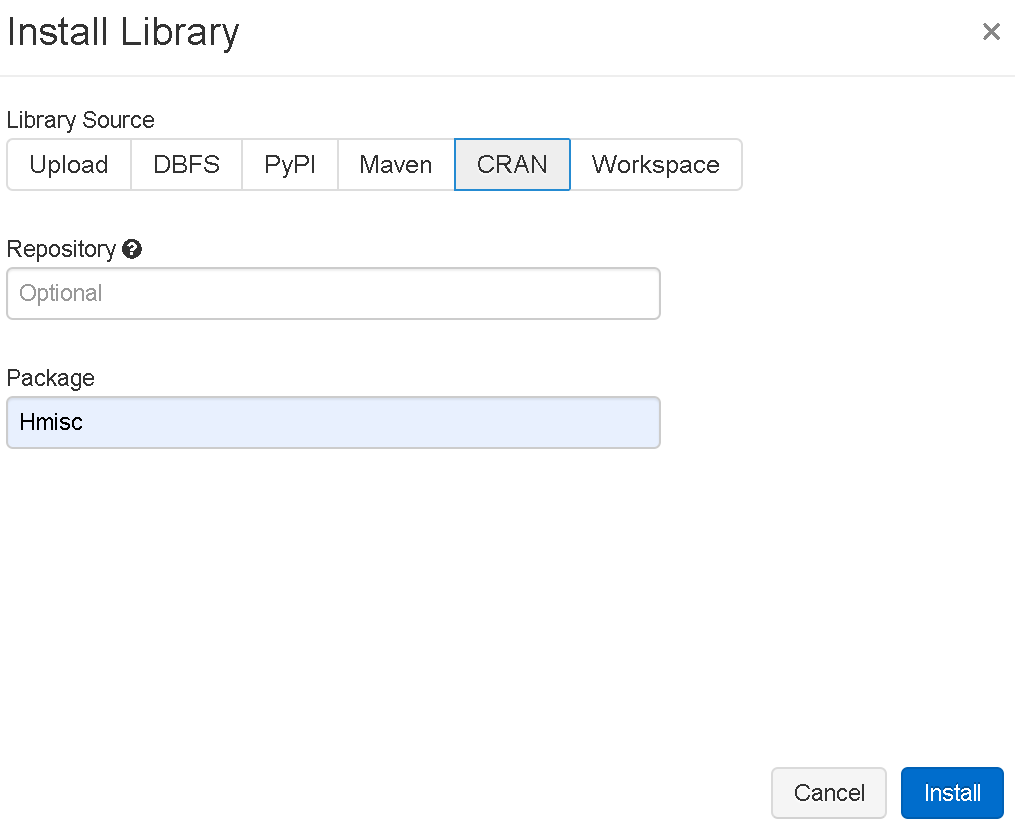 Install Library
Library Source
Upload DBFS PyPI Maven CRAN Workspace
Repository
Optional
Package
Hmisc
Cancel Install